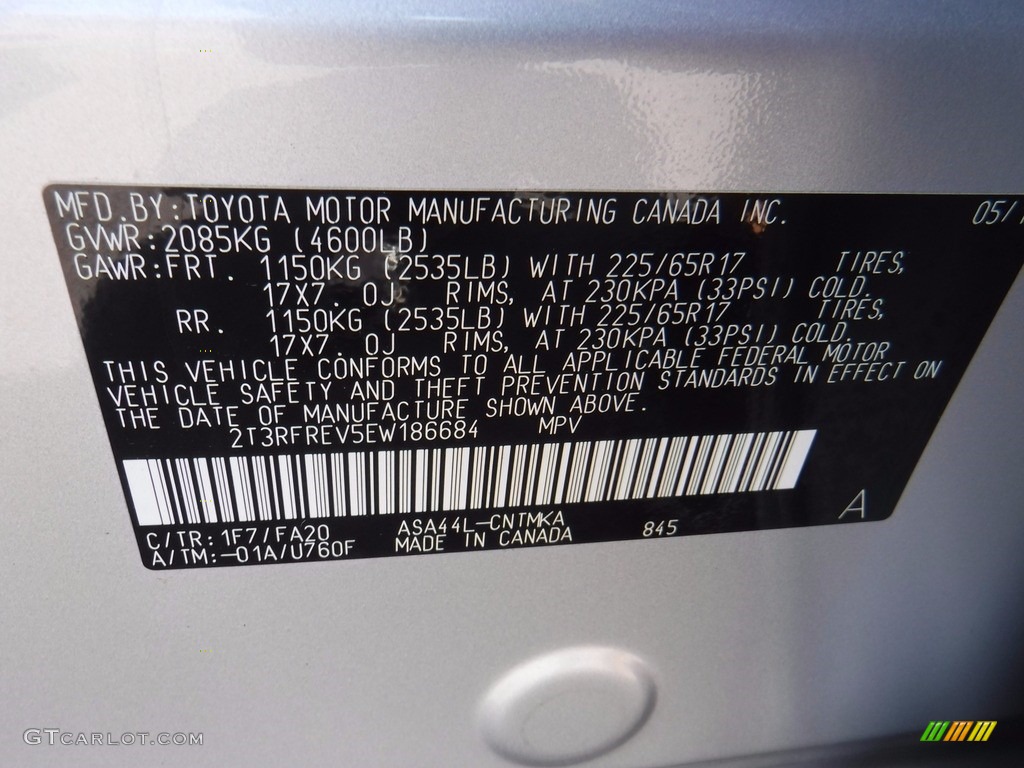 MFD. BY: TOYOTA MOTOR MANUFACTURING CANADA INC. 05/1
GVWR: 2085KG (4600LB)
GAWR: FRT. 1150KG (2535LB) WITH 225/65R17 TIRES,
17X7. 0J RIMS, AT 230KPA (33PSI) COLD.
RR. 1150KG (2535LB) WITH 225/65R17 TIRES,
17X7. 0J RIMS, AT 230KPA (33PSI) COLD.
THIS VEHICLE CONFORMS TO ALL APPLICABLE FEDERAL MOTOR
VEHICLE SAFETY AND THEFT PREVENTION STANDARDS IN EFFECT ON
THE DATE OF MANUFACTURE SHOWN ABOVE.
2T3RFREV5EW186684 MPV
A
C/TR: 1F7/FA20 ASA44L-CNTMKA 845
A/TM: -01A/U760F MADE IN CANADA
GTCARLOT.COM